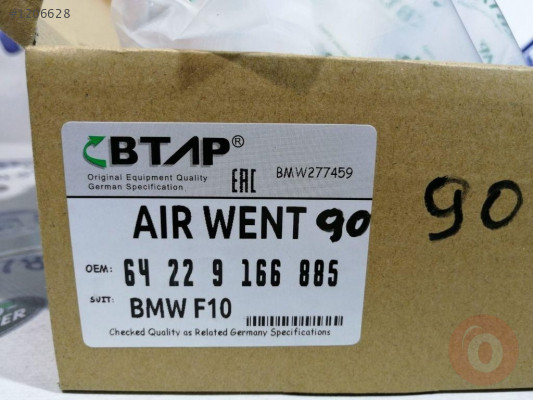 BTAP®
Original Equipment Quality
German Specification
EAC
BMW277459
AIR WENT 90
90
OEM: 64 22 9 166 885
SUIT: BMW F10
Checked Quality as Related Germany Specifications